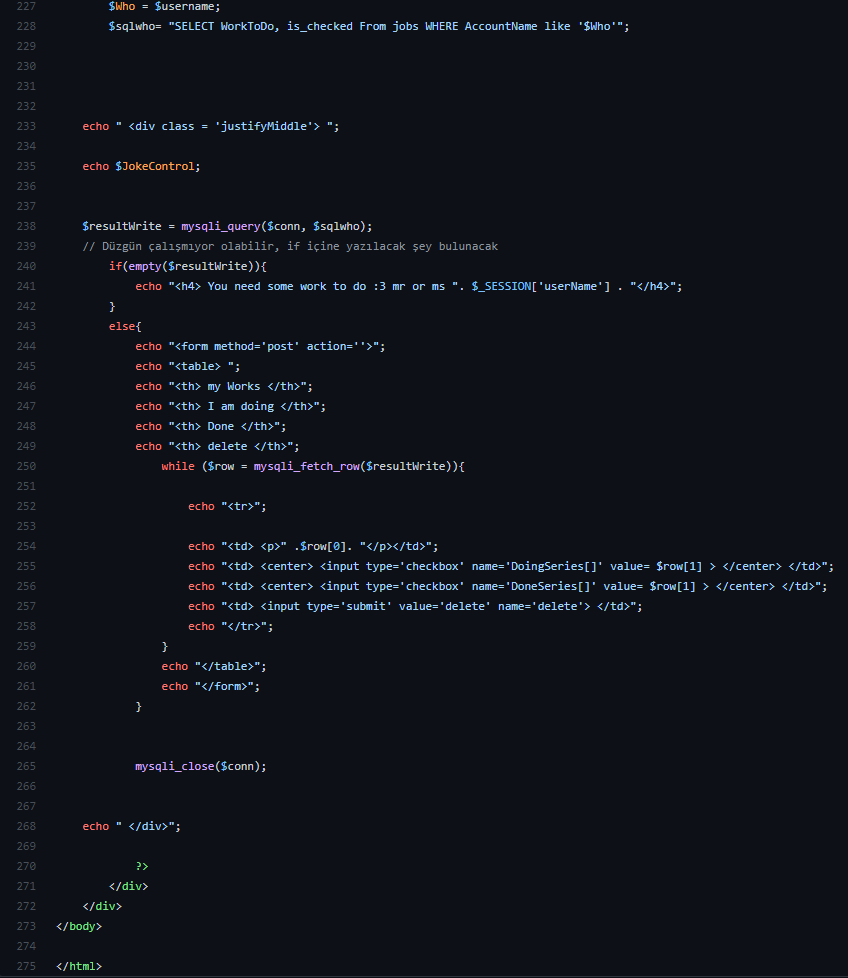 227 $Who = $username;
228 $sqlwho= "SELECT WorkToDo, is_checked From jobs WHERE AccountName like '$Who'";
229
230
231
232
233 echo " <div class = 'justifyMiddle'> ";
234
235 echo $JokeControl;
236
237
238 $resultWrite = mysqli_query($conn, $sqlwho);
239 // Düzgün çalışmıyor olabilir, if içine yazılacak şey bulunacak
240 if(empty($resultWrite)){
241 echo "<h4> You need some work to do :3 mr or ms ". $_SESSION['userName'] . "</h4>";
242 }
243 else{
244 echo "<form method='post' action=''>";
245 echo "<table> ";
246 echo "<th> my Works </th>";
247 echo "<th> I am doing </th>";
248 echo "<th> Done </th>";
249 echo "<th> delete </th>";
250 while ($row = mysqli_fetch_row($resultWrite)){
251
252 echo "<tr>";
253
254 echo "<td> <p>" .$row[0]. "</p></td>";
255 echo "<td> <center> <input type='checkbox' name='DoingSeries[]' value= $row[1] > </center> </td>";
256 echo "<td> <center> <input type='checkbox' name='DoneSeries[]' value= $row[1] > </center> </td>";
257 echo "<td> <input type='submit' value='delete' name='delete'> </td>";
258 echo "</tr>";
259 }
260 echo "</table>";
261 echo "</form>";
262 }
263
264
265 mysqli_close($conn);
266
267
268 echo " </div>";
269
270 ?>
271 </div>
272 </div>
273 </body>
274
275 </html>